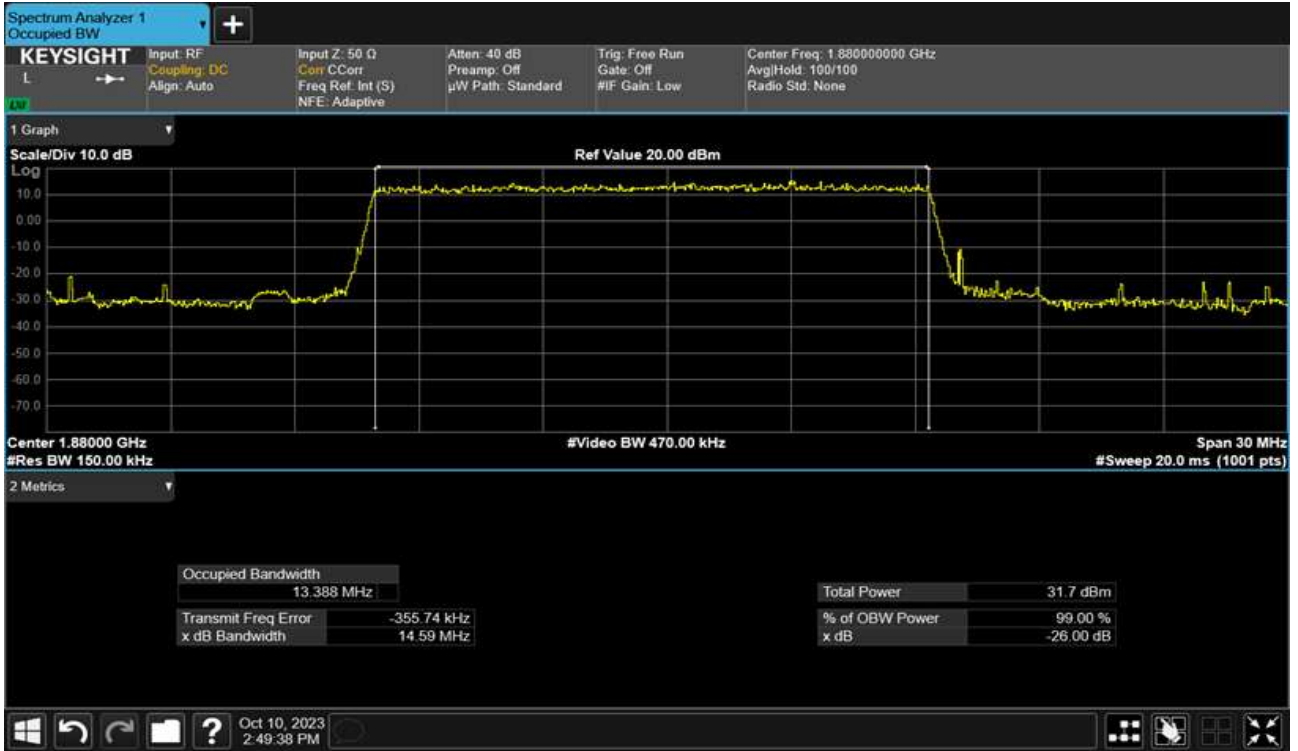 Spectrum Analyzer 1
Occupied BW
+
KEYSIGHT
L
Input: RF
Coupling: DC
Align: Auto
Input Z: 50 Ω
Corr CCorr
Freq Ref: Int (S)
NFE: Adaptive
Atten: 40 dB
Preamp: Off
µW Path: Standard
Trig: Free Run
Gate: Off
#IF Gain: Low
Center Freq: 1.880000000 GHz
Avg|Hold: 100/100
Radio Std: None
1 Graph
Scale/Div 10.0 dB
Ref Value 20.00 dBm
Log
10.0
0.00
-10.0
-20.0
-30.0
-40.0
-50.0
-60.0
-70.0
Center 1.88000 GHz
#Video BW 470.00 kHz
Span 30 MHz
#Res BW 150.00 kHz
#Sweep 20.0 ms (1001 pts)
2 Metrics
Occupied Bandwidth
13.388 MHz
Total Power 31.7 dBm
Transmit Freq Error -355.74 kHz
% of OBW Power 99.00 %
x dB Bandwidth 14.59 MHz
x dB -26.00 dB
?
Oct 10, 2023
2:49:38 PM